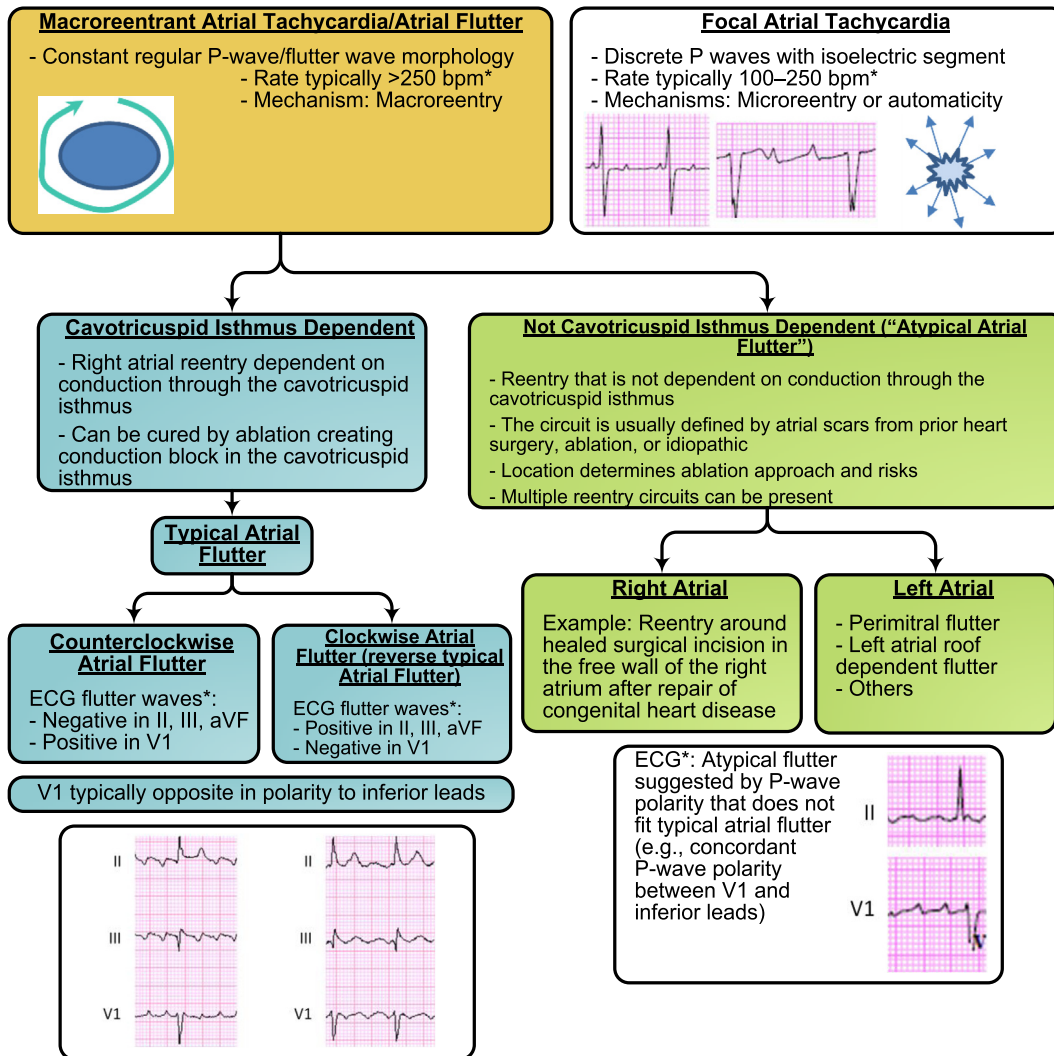 Macroreentrant Atrial Tachycardia/Atrial Flutter
- Constant regular P-wave/flutter wave morphology
- Rate typically >250 bpm*
- Mechanism: Macroreentry
Focal Atrial Tachycardia
- Discrete P waves with isoelectric segment
- Rate typically 100–250 bpm*
- Mechanisms: Microreentry or automaticity
Cavotricuspid Isthmus Dependent
- Right atrial reentry dependent on
conduction through the cavotricuspid
isthmus
- Can be cured by ablation creating
conduction block in the cavotricuspid
isthmus
Not Cavotricuspid Isthmus Dependent (“Atypical Atrial
Flutter”)
- Reentry that is not dependent on conduction through the
cavotricuspid isthmus
- The circuit is usually defined by atrial scars from prior heart
surgery, ablation, or idiopathic
- Location determines ablation approach and risks
- Multiple reentry circuits can be present
Typical Atrial
Flutter
Counterclockwise
Atrial Flutter
ECG flutter waves*:
- Negative in II, III, aVF
- Positive in V1
Clockwise Atrial
Flutter (reverse typical
Atrial Flutter)
ECG flutter waves*:
- Positive in II, III, aVF
- Negative in V1
V1 typically opposite in polarity to inferior leads
II
III
V1
II
III
V1
Right Atrial
Example: Reentry around
healed surgical incision in
the free wall of the right
atrium after repair of
congenital heart disease
Left Atrial
- Perimitral flutter
- Left atrial roof
dependent flutter
- Others
ECG*: Atypical flutter
suggested by P-wave
polarity that does not
fit typical atrial flutter
(e.g., concordant
P-wave polarity
between V1 and
inferior leads)
II
V1